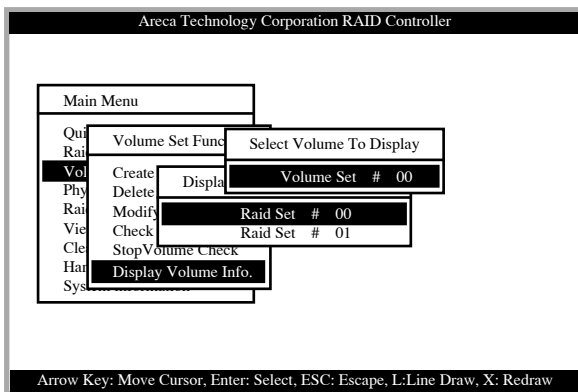 Areca Technology Corporation RAID Controller
Main Menu
Volume Set Func
Select Volume To Display
Volume Set # 00
Create
Delete
Displa
Modify
Raid Set # 00
Check
Raid Set # 01
StopVolume Check
Display Volume Info.
Qui
Rai
Vol
Phy
Rai
Vie
Cle
Har
System Information
Arrow Key: Move Cursor, Enter: Select, ESC: Escape, L:Line Draw, X: Redraw